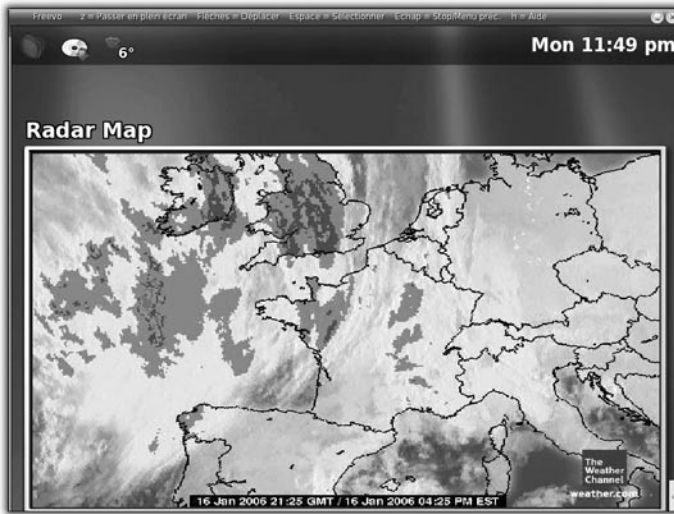 Freevo z = Passer en plein écran Flèches = Déplacer Espace = Sélectionner Echap = Stop/Menu prec. h = Aide
6° Mon 11:49 pm
Radar Map
The
Weather
Channel
weather.com
16 Jan 2006 21:25 GMT / 16 Jan 2006 04:25 PM EST